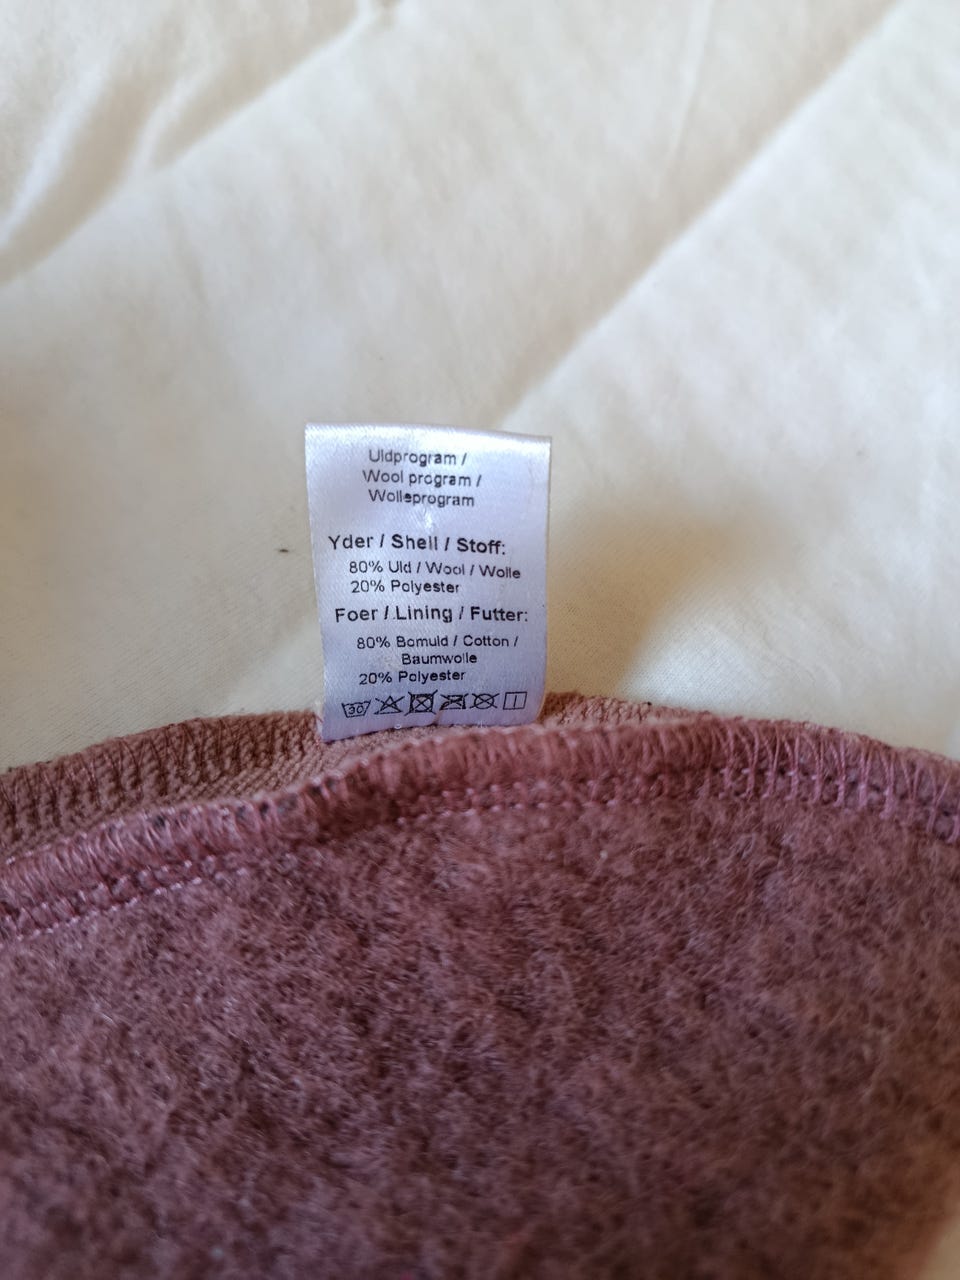 Uldprogram /
Wool program /
Wolleprogram
Yder / Shell / Stoff:
80% Uld / Wool / Wolle
20% Polyester
Foer / Lining / Futter:
80% Bomuld / Cotton /
Baumwolle
20% Polyester
30